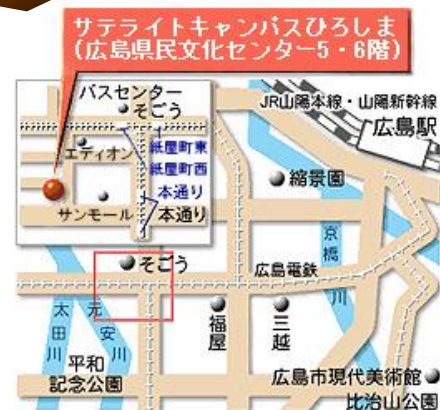 サテライトキャンパスひろしま
(広島県民文化センター5・6階)
バスセンター
そごう
エディオン
紙屋町東
紙屋町西
本通り
サンモール
本通り
JR山陽本線・山陽新幹線
広島駅
縮景園
京橋川
そごう
広島電鉄
太田川
元安川
福屋
三越
平和
記念公園
広島市現代美術館
比治山公園